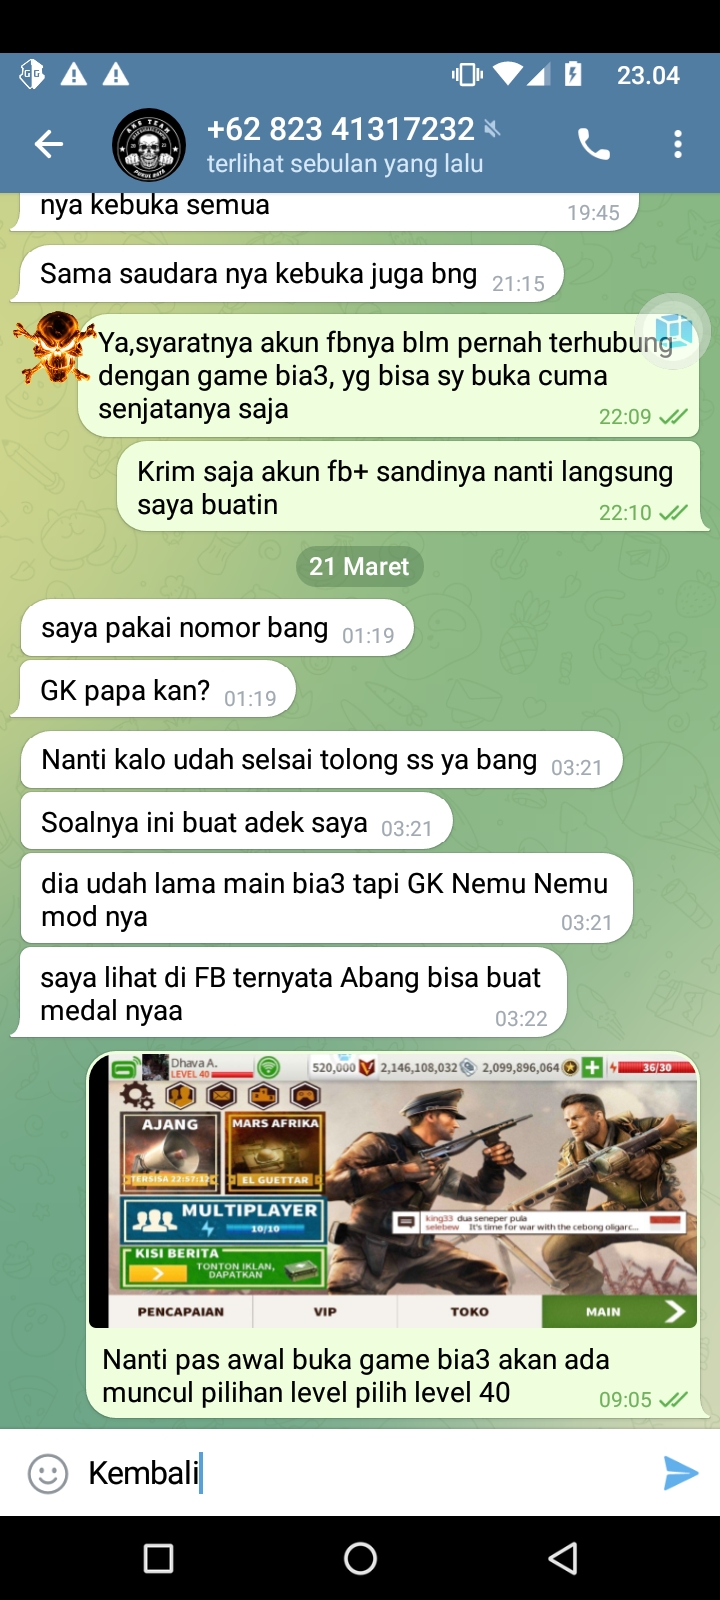 23.04
+62 823 41317232
terlihat sebulan yang lalu
nya kebuka semua
19:45
Sama saudara nya kebuka juga bng 21:15
Ya,syaratnya akun fbnya blm pernah terhubung
dengan game bia3, yg bisa sy buka cuma
senjatanya saja
22:09
Krim saja akun fb+ sandinya nanti langsung
saya buatin
22:10
21 Maret
saya pakai nomor bang 01:19
GK papa kan? 01:19
Nanti kalo udah selsai tolong ss ya bang 03:21
Soalnya ini buat adek saya 03:21
dia udah lama main bia3 tapi GK Nemu Nemu
mod nya
03:21
saya lihat di FB ternyata Abang bisa buat
medal nyaa
03:22
Dhava A.
LEVEL 40
520,000 2,146,108,032 2,099,896,064 36/30
AJANG
TERSISA 22:57:12
MARS AFRIKA
EL GUETTAR
MULTIPLAYER
10/10
king33 dua seneper pula
selebew It's time for war with the cebong oligarc...
KISI BERITA
TONTON IKLAN,
DAPATKAN
PENCAPAIAN VIP TOKO MAIN
Nanti pas awal buka game bia3 akan ada
muncul pilihan level pilih level 40
09:05
Kembali